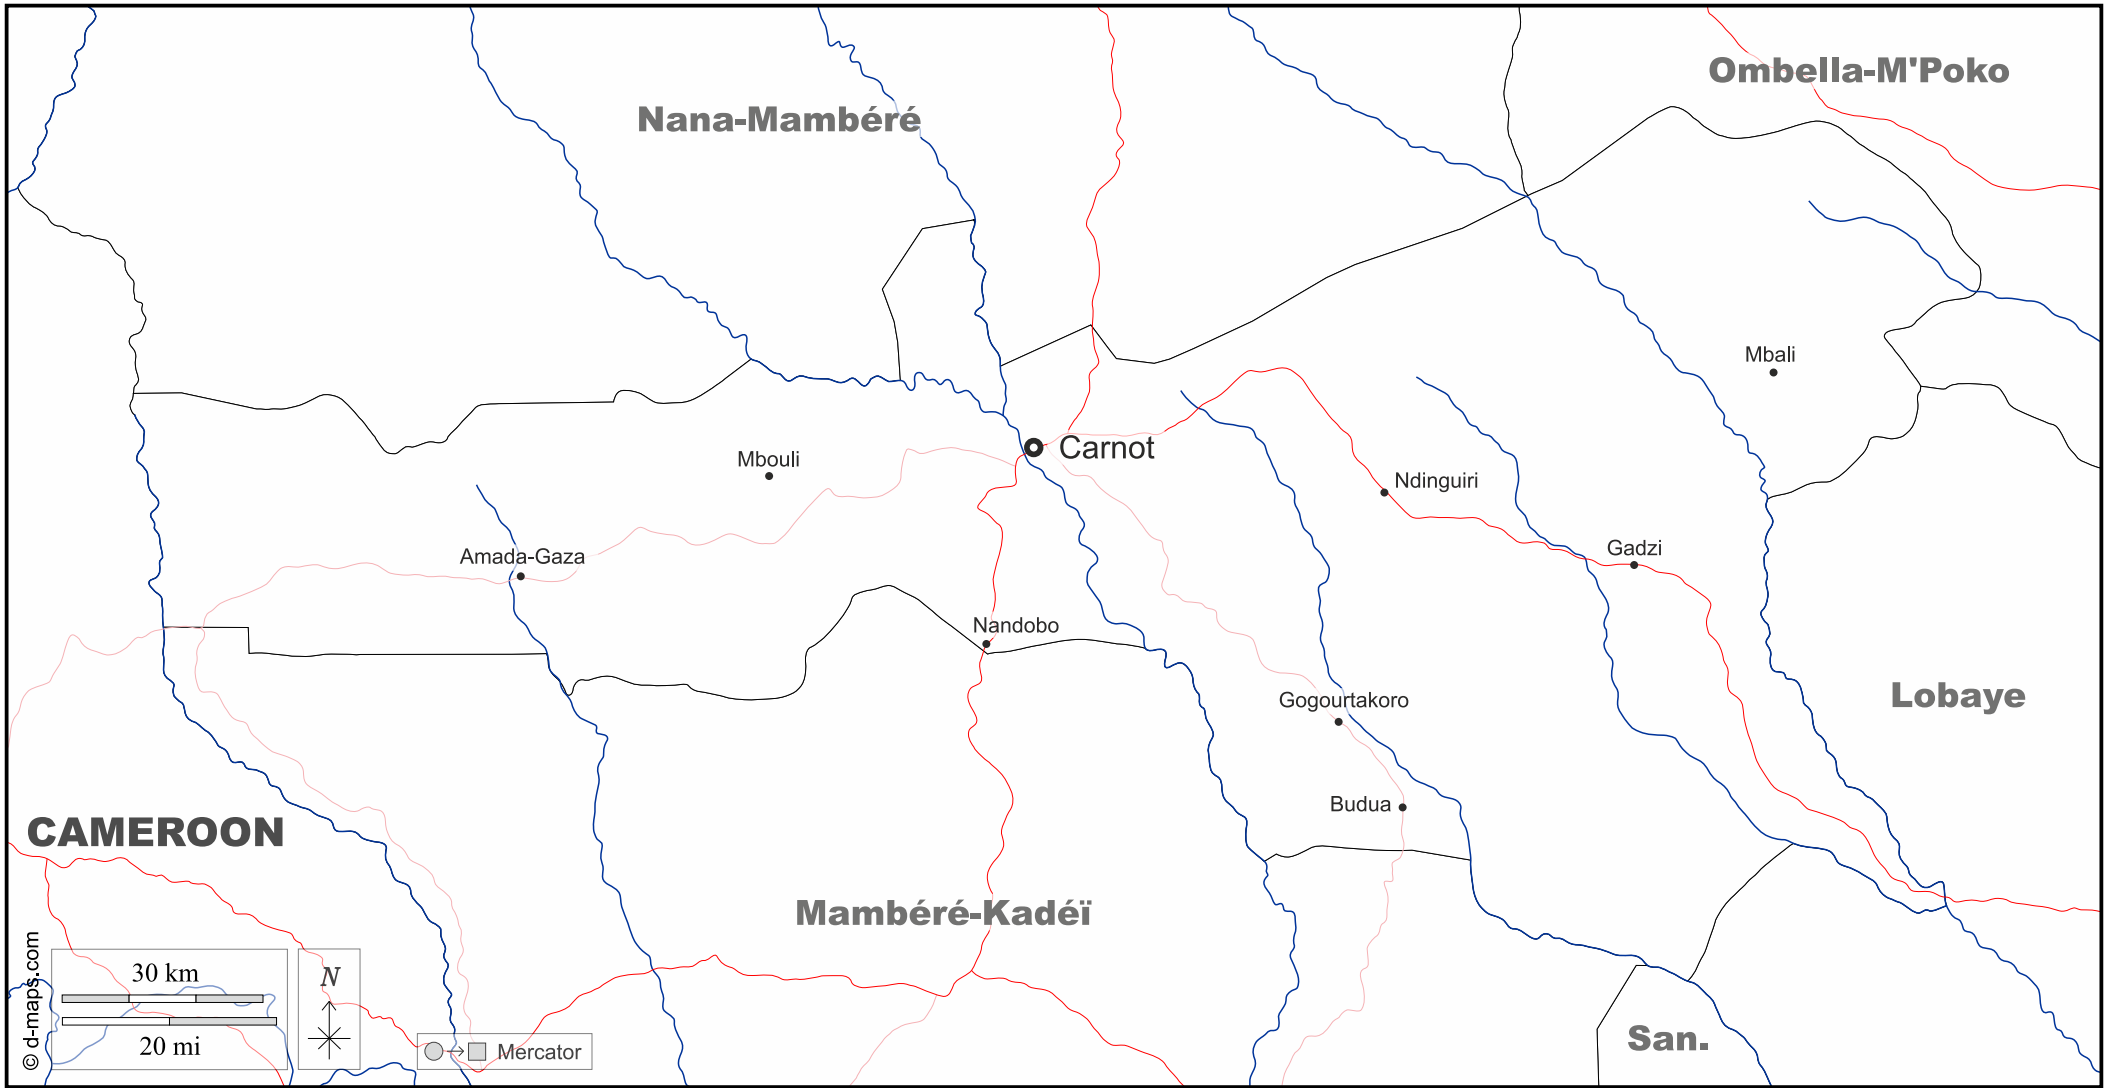 Ombella-M'Poko
Nana-Mambéré
Mbali
Carnot
Mbouli
Ndinguiri
Amada-Gaza
Gadzi
Nandobo
Gogourtakoro
Lobaye
Budua
CAMEROON
Mambéré-Kadéï
© d-maps.com
30 km
20 mi
N
Mercator
San.